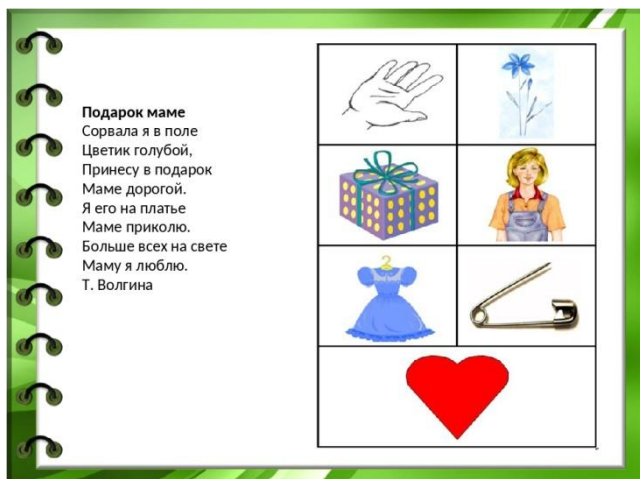 Подарок маме
Сорвала я в поле
Цветик голубой,
Принесу в подарок
Маме дорогой.
Я его на платье
Маме приколю.
Больше всех на свете
Маму я люблю.
Т. Волгина